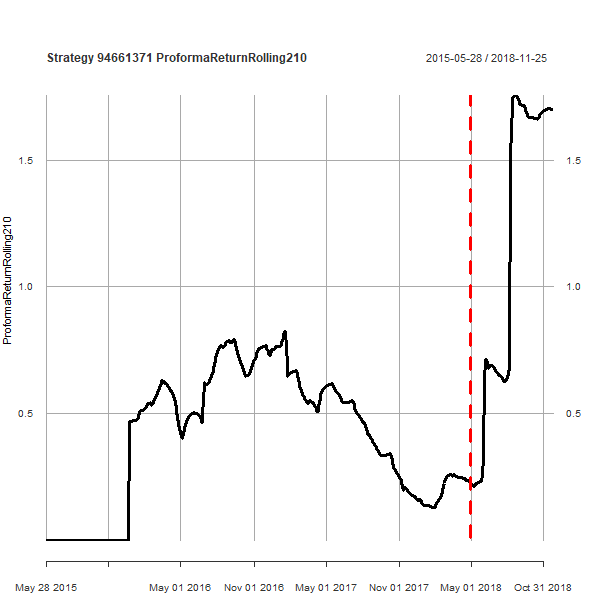 Strategy 94661371 ProformaReturnRolling210
2015-05-28 / 2018-11-25
ProformaReturnRolling210
1.5
1.5
1.0
1.0
0.5
0.5
May 28 2015
May 01 2016
Nov 01 2016
May 01 2017
Nov 01 2017
May 01 2018
Oct 31 2018